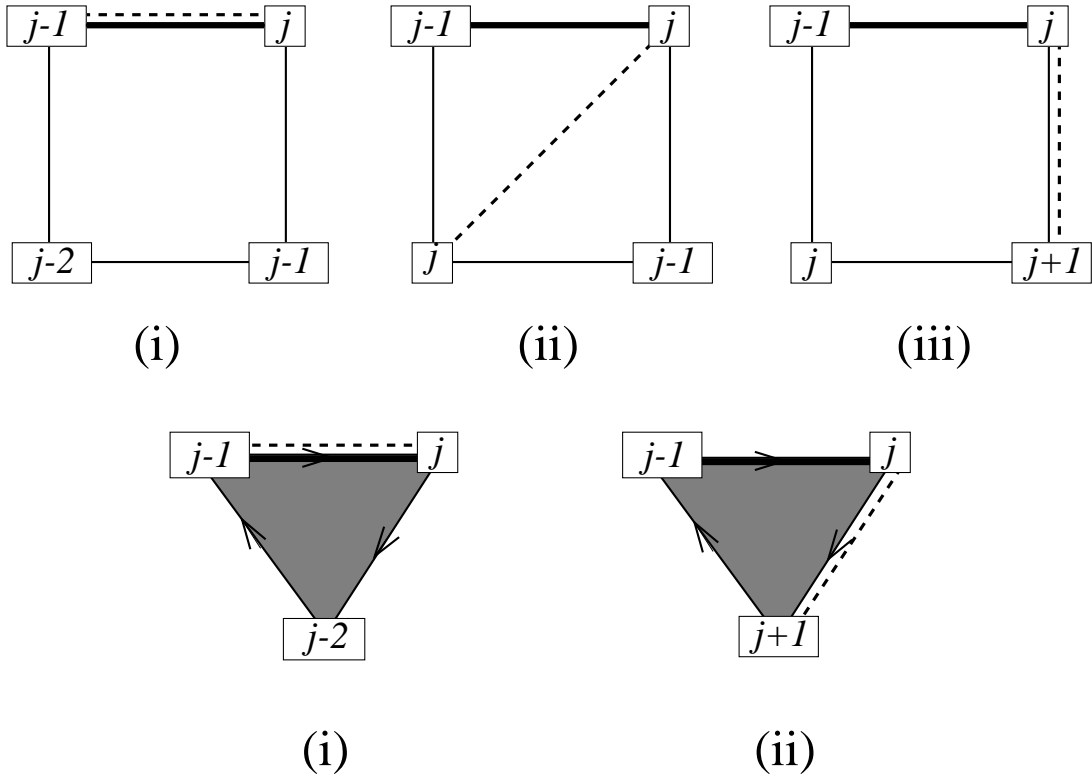 j-1 j j-1 j j-1 j
j-2 j-1 j j-1 j j+1
(i) (ii) (iii)
j-1 j j-1 j
j-2 j+1
(i) (ii)